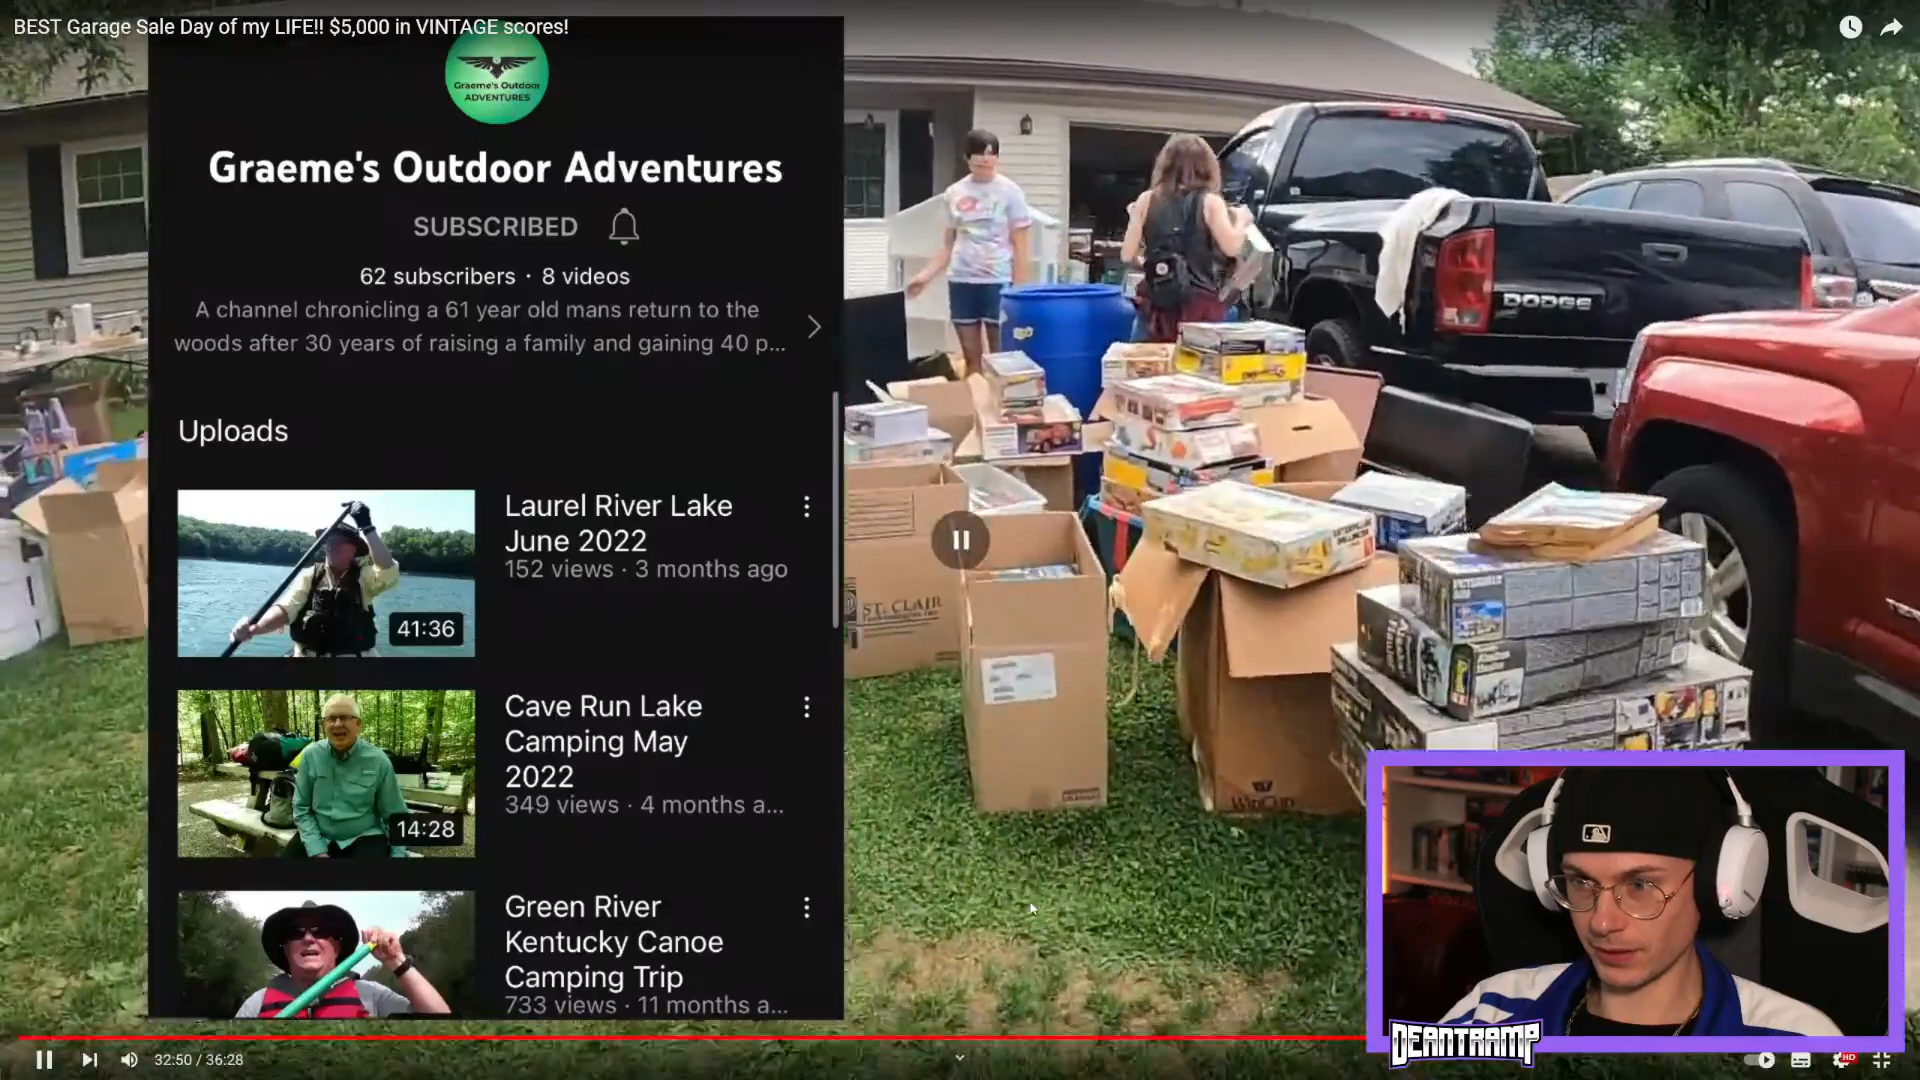 BEST Garage Sale Day of my LIFE!! $5,000 in VINTAGE scores!
Graeme's Outdoor
ADVENTURES
Graeme's Outdoor Adventures
SUBSCRIBED
62 subscribers · 8 videos
A channel chronicling a 61 year old mans return to the
woods after 30 years of raising a family and gaining 40 p...
Uploads
Laurel River Lake
June 2022
152 views · 3 months ago
41:36
Cave Run Lake
Camping May
2022
349 views · 4 months a...
14:28
Green River
Kentucky Canoe
Camping Trip
733 views · 11 months a...
DODGE
ST. CLAIR
WinCup
DEANTRAMP
32:50 / 36:28
HD